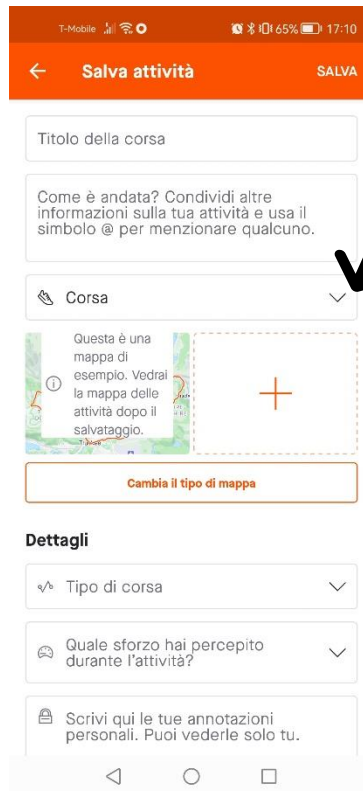 T-Mobile 65% 17:10
Salva attività SALVA
Titolo della corsa
Come è andata? Condividi altre
informazioni sulla tua attività e usa il
simbolo @ per menzionare qualcuno.
Corsa
Questa è una
mappa di
esempio. Vedrai
la mappa delle
attività dopo il
salvataggio.
Cambia il tipo di mappa
Dettagli
Tipo di corsa
Quale sforzo hai percepito
durante l'attività?
Scrivi qui le tue annotazioni
personali. Puoi vederle solo tu.